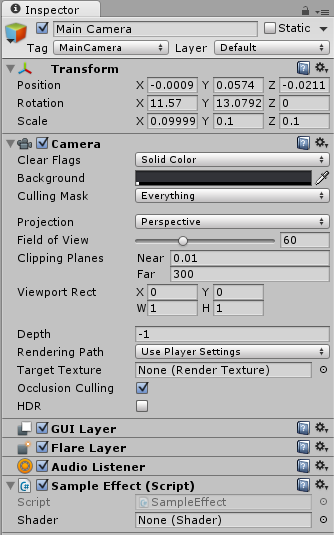 Inspector
Main Camera Static
Tag MainCamera Layer Default
Transform
Position X -0.0009 Y 0.0574 Z -0.0211
Rotation X 11.57 Y 13.0792 Z 0
Scale X 0.09999 Y 0.1 Z 0.1
Camera
Clear Flags Solid Color
Background
Culling Mask Everything
Projection Perspective
Field of View 60
Clipping Planes Near 0.01
Far 300
Viewport Rect X 0 Y 0
W 1 H 1
Depth -1
Rendering Path Use Player Settings
Target Texture None (Render Texture)
Occlusion Culling
HDR
GUI Layer
Flare Layer
Audio Listener
Sample Effect (Script)
Script SampleEffect
Shader None (Shader)